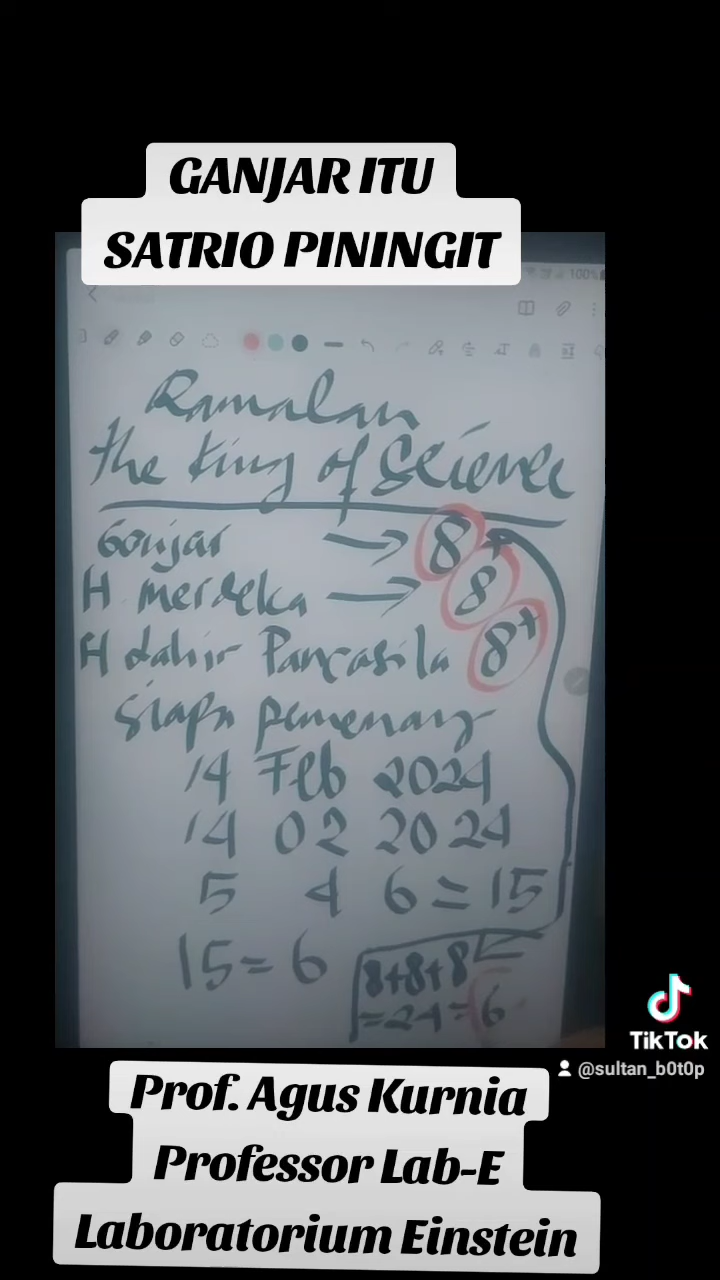 GANJAR ITU
SATRIO PININGIT
100%
Ramalan
the King of Science
Ganjar → 8+
H merdeka → 8
H lahir Pancasila 8+
Siapa pemenang
14 Feb 2024
14 02 2024
5 4 6 = 15
15 = 6
8+8+8
=24=6
TikTok
@sultan_b0t0p
Prof. Agus Kurnia
Professor Lab-E
Laboratorium Einstein